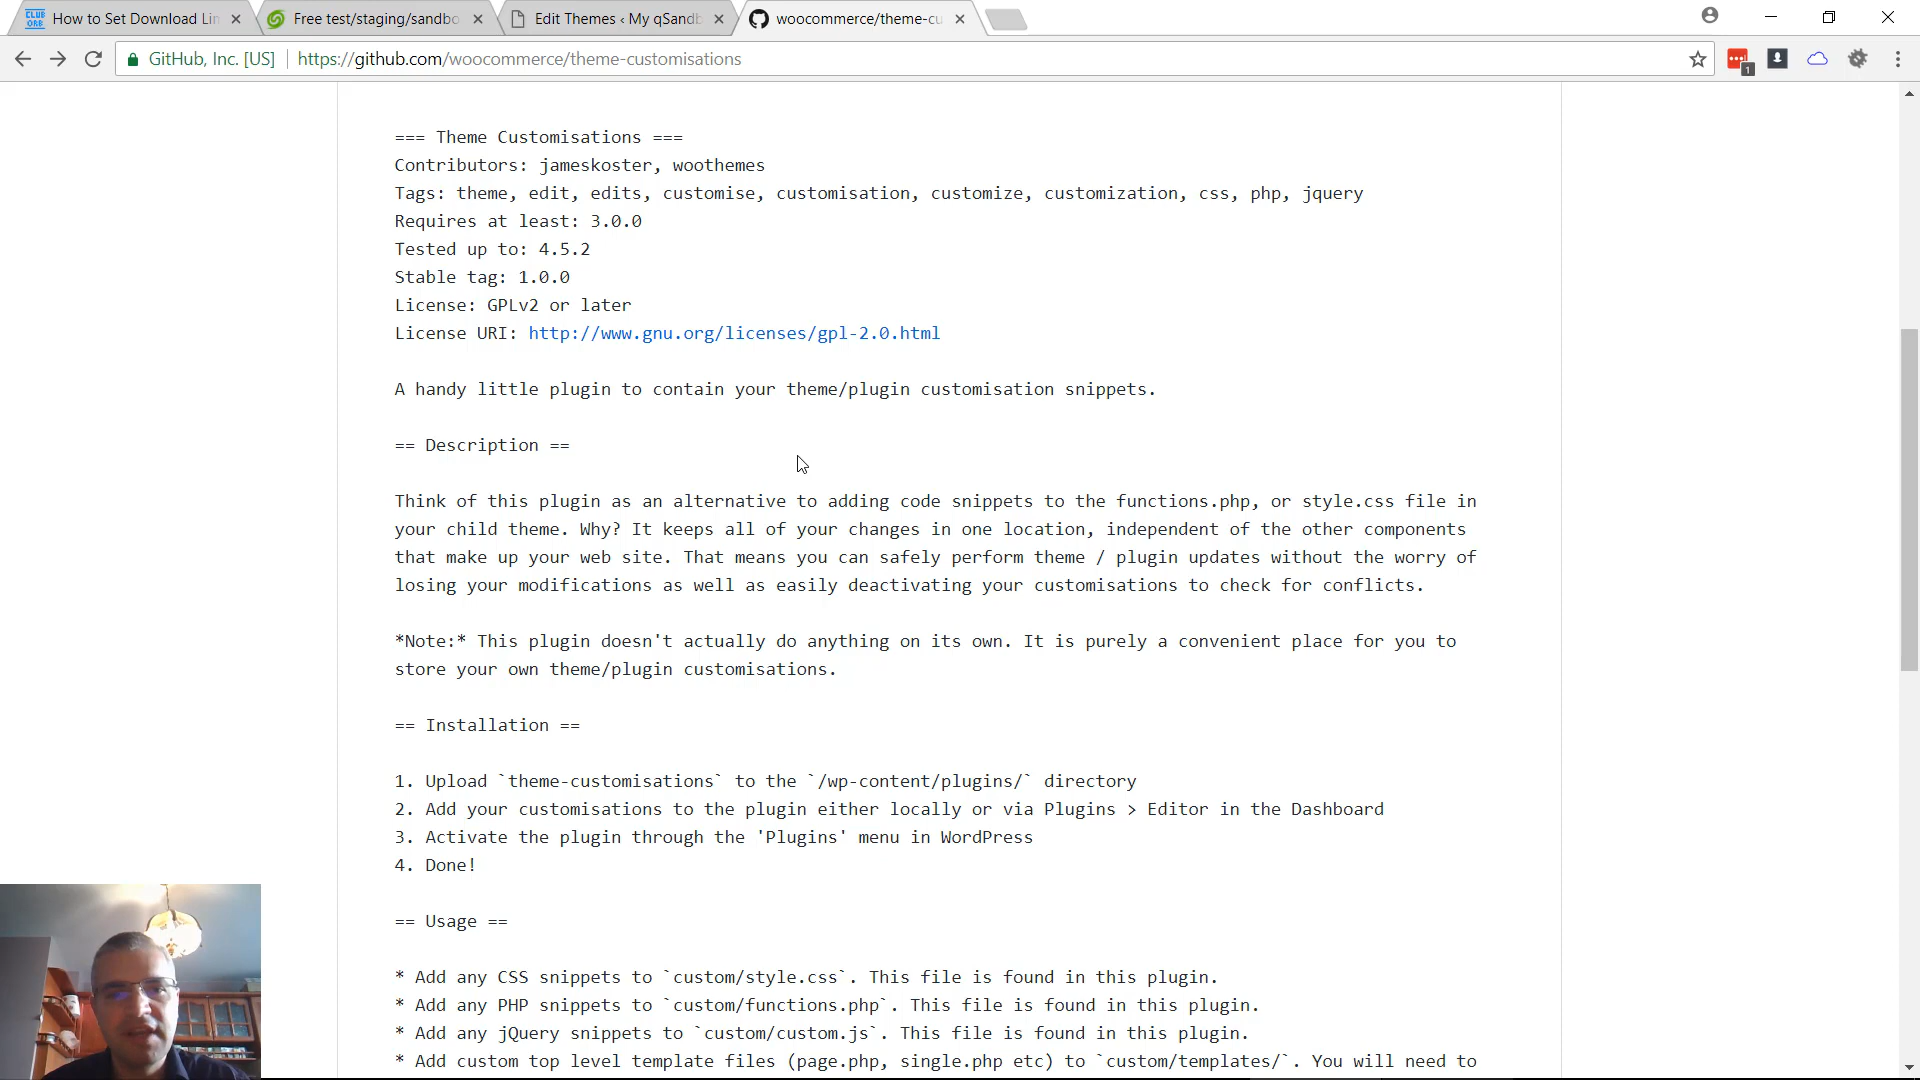 CLUB
ORB
How to Set Download Lin
Free test/staging/sandbo
Edit Themes ‹ My qSandb
woocommerce/theme-cu
GitHub, Inc. [US]
https://github.com/woocommerce/theme-customisations
1
=== Theme Customisations ===
Contributors: jameskoster, woothemes
Tags: theme, edit, edits, customise, customisation, customize, customization, css, php, jquery
Requires at least: 3.0.0
Tested up to: 4.5.2
Stable tag: 1.0.0
License: GPLv2 or later
License URI: http://www.gnu.org/licenses/gpl-2.0.html
A handy little plugin to contain your theme/plugin customisation snippets.
== Description ==
Think of this plugin as an alternative to adding code snippets to the functions.php, or style.css file in
your child theme. Why? It keeps all of your changes in one location, independent of the other components
that make up your web site. That means you can safely perform theme / plugin updates without the worry of
losing your modifications as well as easily deactivating your customisations to check for conflicts.
*Note:* This plugin doesn't actually do anything on its own. It is purely a convenient place for you to
store your own theme/plugin customisations.
== Installation ==
1. Upload `theme-customisations` to the `/wp-content/plugins/` directory
2. Add your customisations to the plugin either locally or via Plugins > Editor in the Dashboard
3. Activate the plugin through the 'Plugins' menu in WordPress
4. Done!
== Usage ==
* Add any CSS snippets to `custom/style.css`. This file is found in this plugin.
* Add any PHP snippets to `custom/functions.php`. This file is found in this plugin.
* Add any jQuery snippets to `custom/custom.js`. This file is found in this plugin.
* Add custom top level template files (page.php, single.php etc) to `custom/templates/`. You will need to